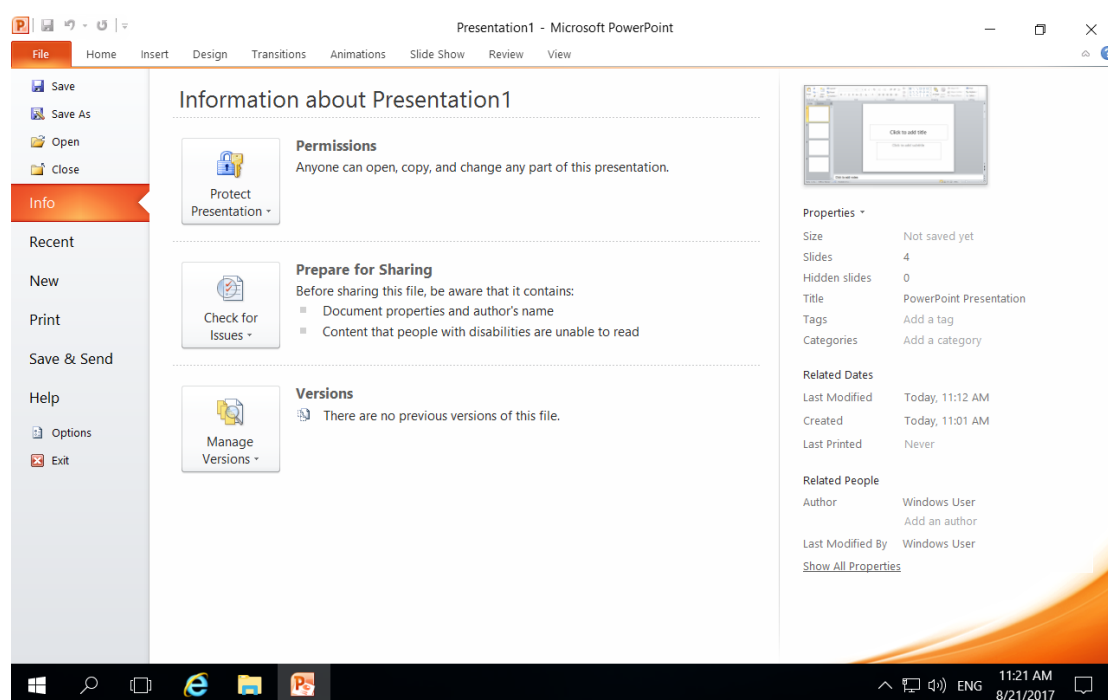 Presentation1 - Microsoft PowerPoint
File Home Insert Design Transitions Animations Slide Show Review View
Save
Save As
Open
Close
Info
Recent
New
Print
Save & Send
Help
Options
Exit
Information about Presentation1
Protect
Presentation
Permissions
Anyone can open, copy, and change any part of this presentation.
Check for
Issues
Prepare for Sharing
Before sharing this file, be aware that it contains:
Document properties and author's name
Content that people with disabilities are unable to read
Manage
Versions
Versions
There are no previous versions of this file.
Click to add title
Properties
Size Not saved yet
Slides 4
Hidden slides 0
Title PowerPoint Presentation
Tags Add a tag
Categories Add a category
Related Dates
Last Modified Today, 11:12 AM
Created Today, 11:01 AM
Last Printed Never
Related People
Author Windows User
Add an author
Last Modified By Windows User
Show All Properties
ENG
11:21 AM
8/21/2017